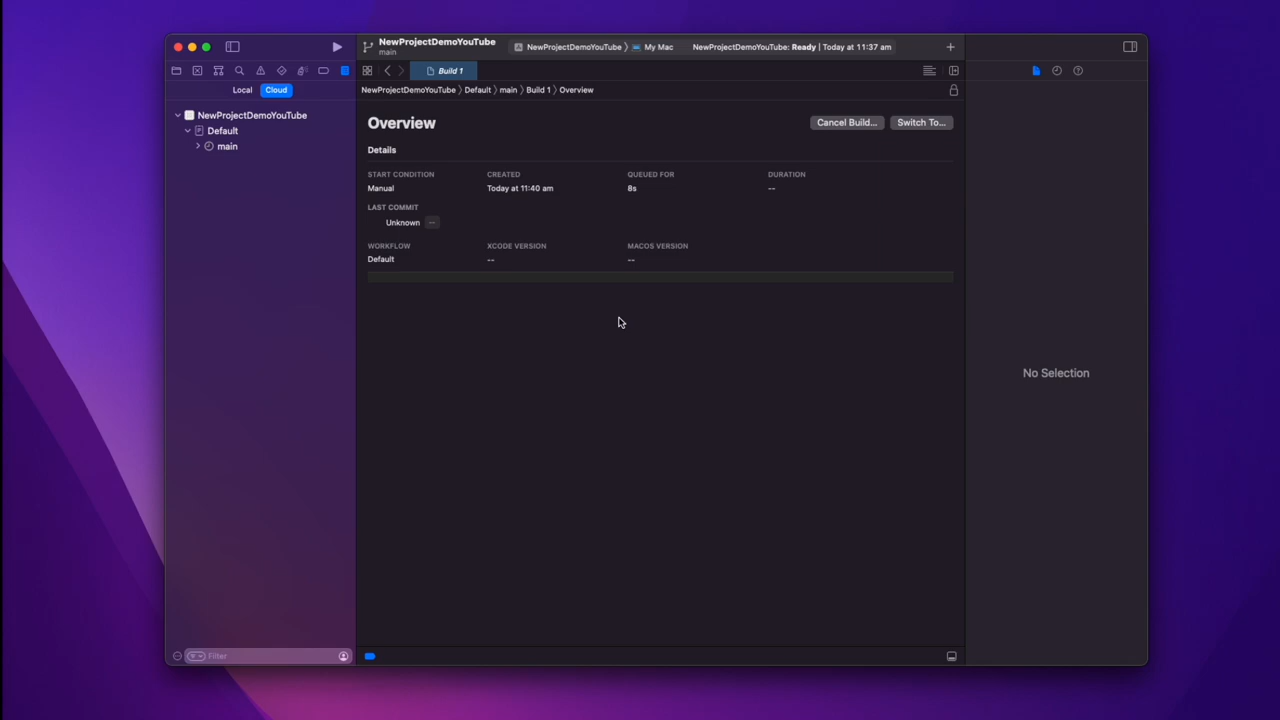 NewProjectDemoYouTube
main
NewProjectDemoYouTube 〉 My Mac
NewProjectDemoYouTube: Ready | Today at 11:37 am
Build 1
Local Cloud
NewProjectDemoYouTube 〉 Default 〉 main 〉 Build 1 〉 Overview
NewProjectDemoYouTube
Default
main
Overview
Cancel Build... Switch To...
Details
START CONDITION CREATED QUEUED FOR DURATION
Manual Today at 11:40 am 8s --
LAST COMMIT
Unknown --
WORKFLOW XCODE VERSION MACOS VERSION
Default -- --
No Selection
Filter